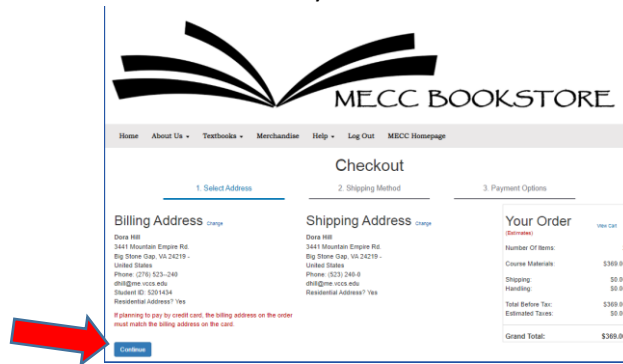 MECC BOOKSTORE
Home About Us Textbooks Merchandise Help Log Out MECC Homepage
Checkout
1. Select Address
2. Shipping Method
3. Payment Options
Billing Address Change
Dora Hill
3441 Mountain Empire Rd.
Big Stone Gap, VA 24219 -
United States
Phone: (276) 523--240
dhill@me.vccs.edu
Student ID: 5201434
Residential Address? Yes
If planning to pay by credit card, the billing address on the order
must match the billing address on the card.
Continue
Shipping Address Change
Dora Hill
3441 Mountain Empire Rd.
Big Stone Gap, VA 24219 -
United States
Phone: (523) 240-0
dhill@me.vccs.edu
Residential Address? Yes
Your Order View Cart
(Estimates)
Number Of Items:
Course Materials: $369.0
Shipping: $0.0
Handling: $0.0
Total Before Tax: $369.0
Estimated Taxes: $0.0
Grand Total: $369.0